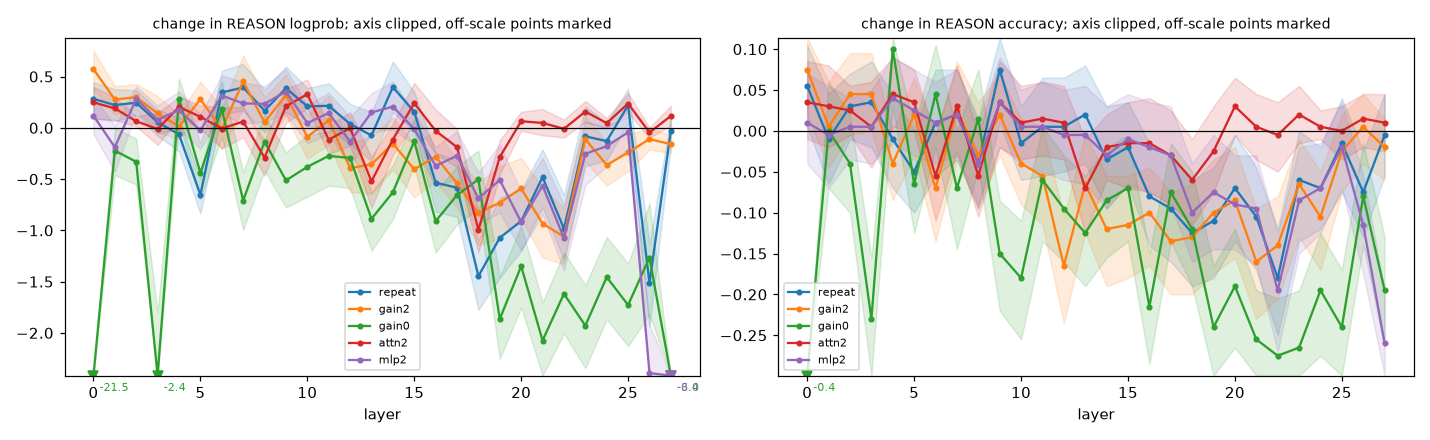 change in REASON logprob; axis clipped, off-scale points marked
0.5
0.0
−0.5
−1.0
−1.5
−2.0
repeat
gain2
gain0
attn2
mlp2
-21.5
-2.4
0
5
10
15
20
25
layer
change in REASON accuracy; axis clipped, off-scale points marked
0.10
0.05
0.00
−0.05
−0.10
−0.15
−0.20
−0.25
repeat
gain2
gain0
attn2
mlp2
-0.4
0
5
10
15
20
25
layer